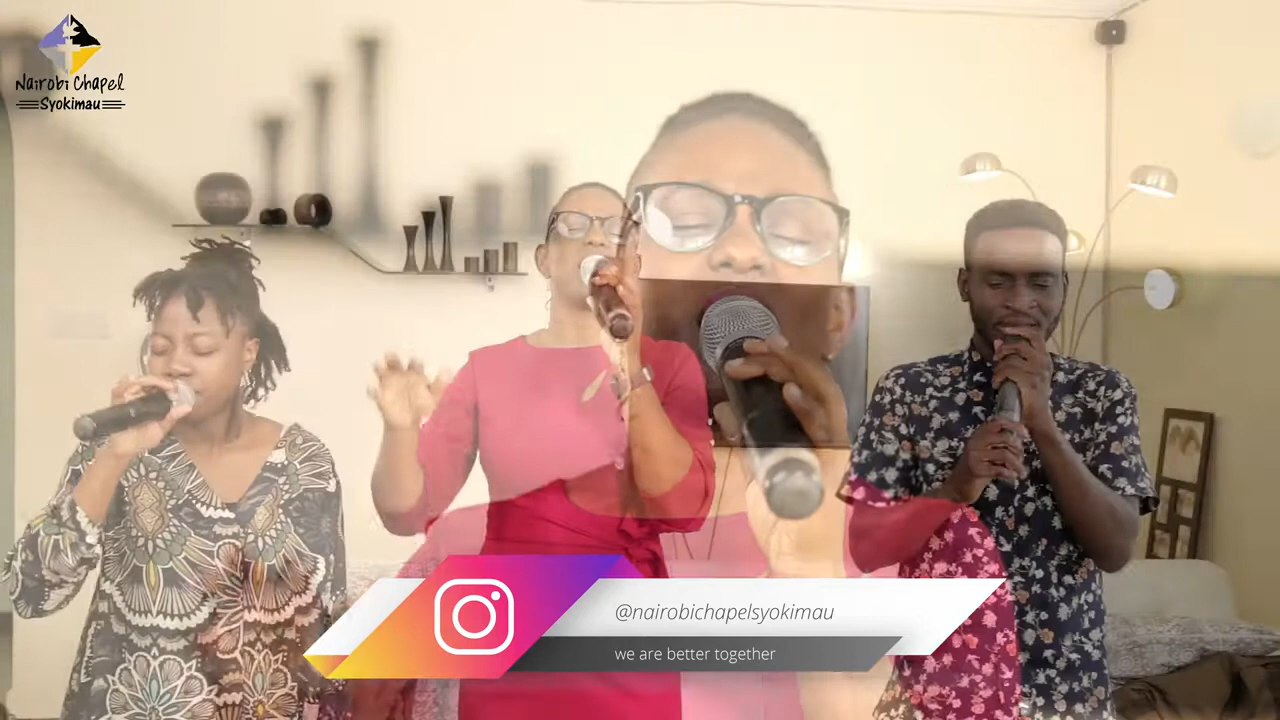 Nairobi Chapel
Syokimau
@nairobichapelsyokimau
we are better together